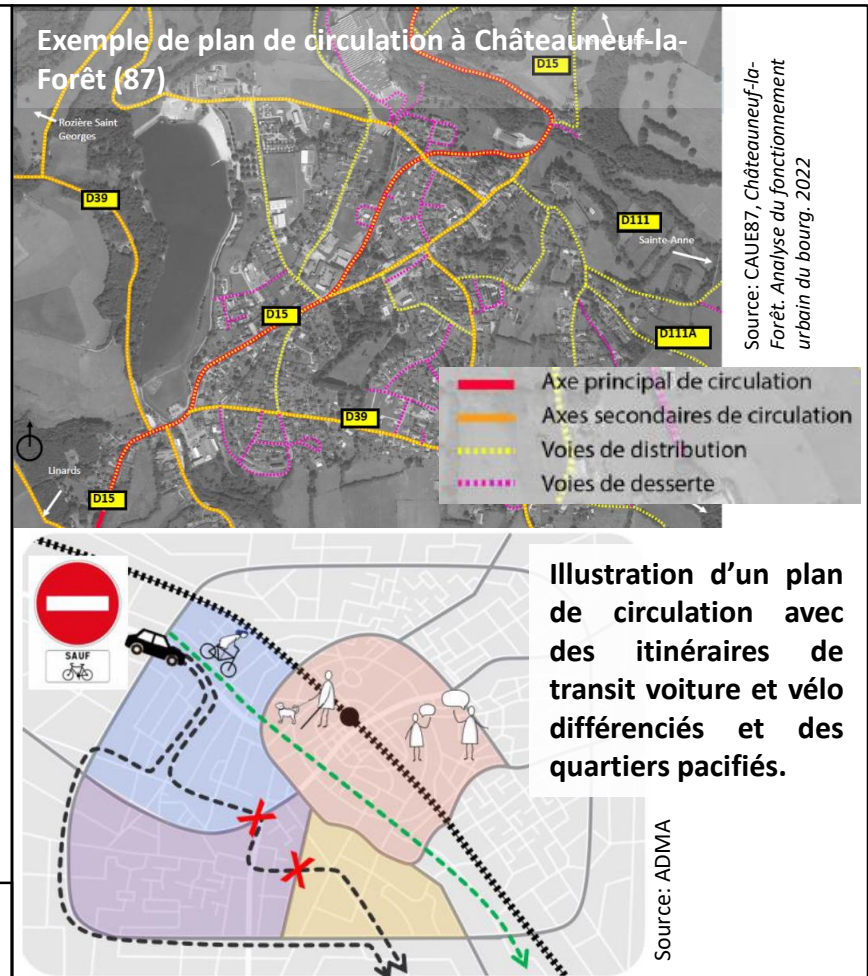 Exemple de plan de circulation à Châteauneuf-la-
Forêt (87)
D15
Rozière Saint
Georges
D39
D111
Sainte-Anne
D15
D111A
D39
Linards
D15
Axe principal de circulation
Axes secondaires de circulation
Voies de distribution
Voies de desserte
Source: CAUE87, Châteauneuf-la-
Forêt. Analyse du fonctionnement
urbain du bourg. 2022
SAUF
Illustration d’un plan
de circulation avec
des itinéraires de
transit voiture et vélo
différenciés et des
quartiers pacifiés.
Source: ADMA